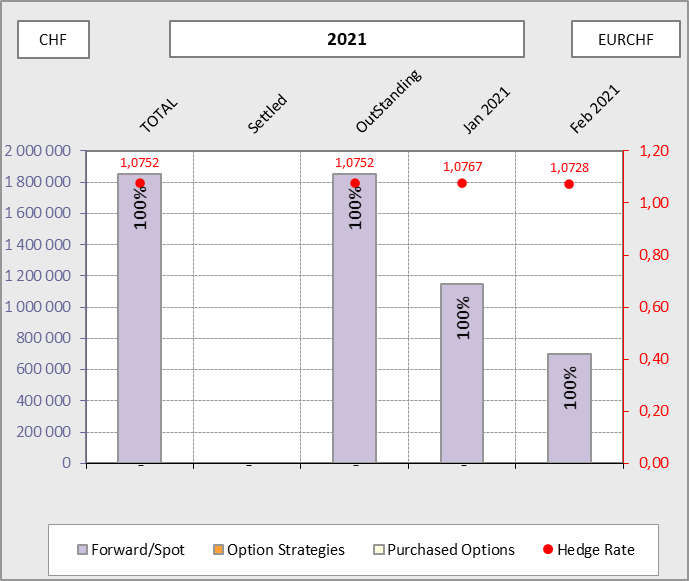 CHF
2021
EURCHF
TOTAL
Settled
OutStanding
Jan 2021
Feb 2021
2 000 000
1 800 000
1 600 000
1 400 000
1 200 000
1 000 000
800 000
600 000
400 000
200 000
0
1,0752
1,0752
1,0767
1,0728
100%
100%
100%
100%
1,20
1,00
0,80
0,60
0,40
0,20
0,00
-
-
-
-
Forward/Spot
Option Strategies
Purchased Options
Hedge Rate